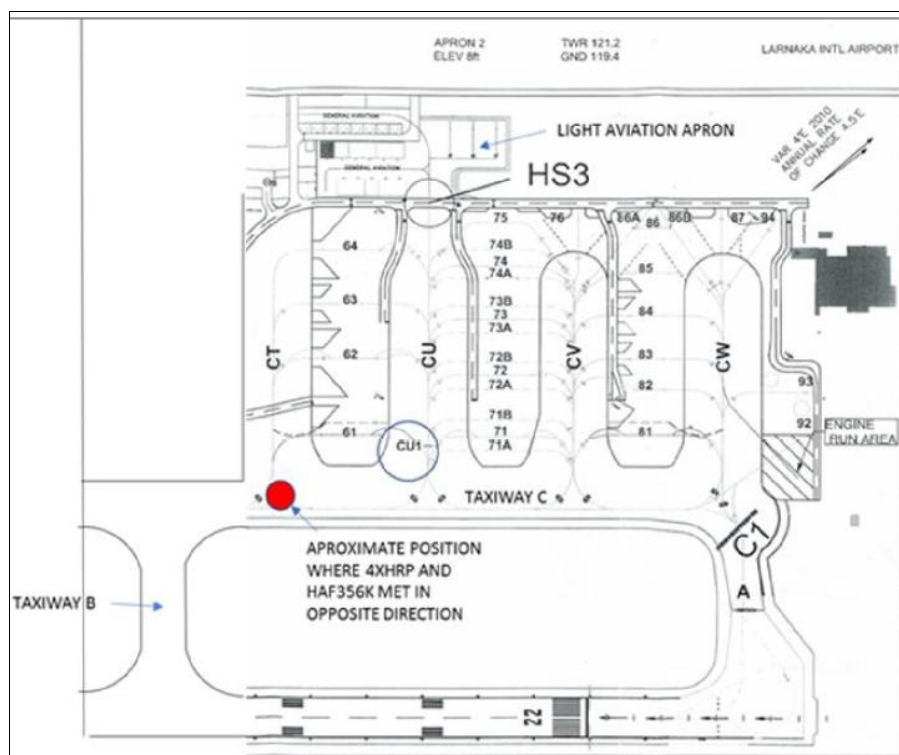 APRON 2
ELEV 8ft
TWR 121.2
GND 119.4
LARNAKA INTL AIRPORT
GENERAL AVIATION
LIGHT AVIATION APRON
VAR 4°E 2010
ANNUAL RATE
OF CHANGE 4.5'E
GENERAL AVIATION
HS3
75
76
86A
86B
87
94
86
64
74B
74
85
74A
63
73B
73
84
73A
CT
CU
CV
CW
62
72B
83
72
72A
82
93
71B
92
ENGINE
RUN AREA
61
71
81
CU1
71A
TAXIWAY C
C1
APROXIMATE POSITION
WHERE 4XHRP AND
HAF356K MET IN
OPPOSITE DIRECTION
A
TAXIWAY B
22